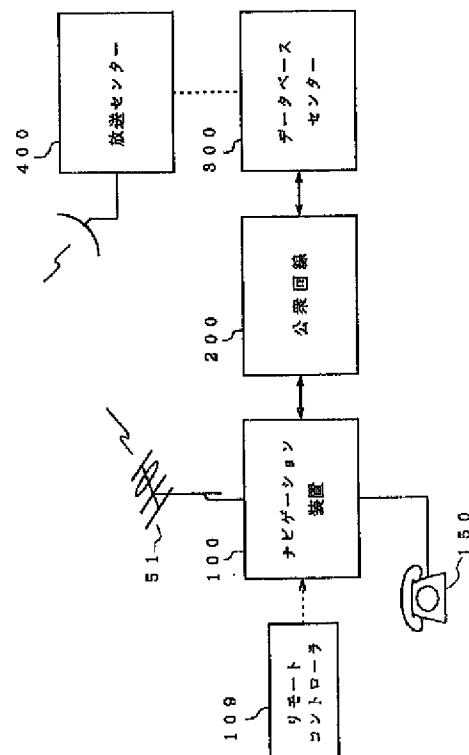 109
リモート
コントローラ
51
100
ナビゲーション
装置
150
200
公衆回線
400
放送センター
300
データベース
センター